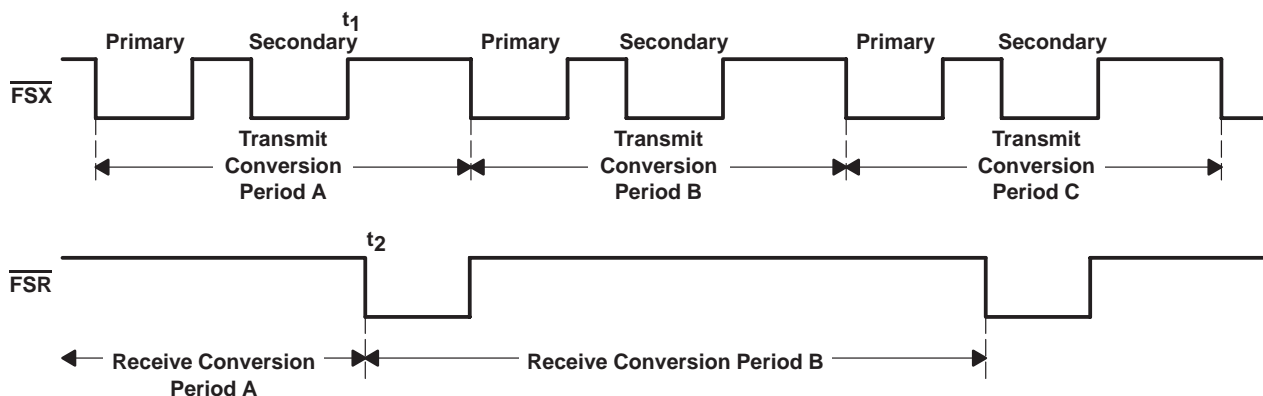 t1
Primary Secondary Primary Secondary Primary Secondary
FSX
Transmit Conversion Period A
Transmit Conversion Period B
Transmit Conversion Period C
t2
FSR
Receive Conversion Period A
Receive Conversion Period B